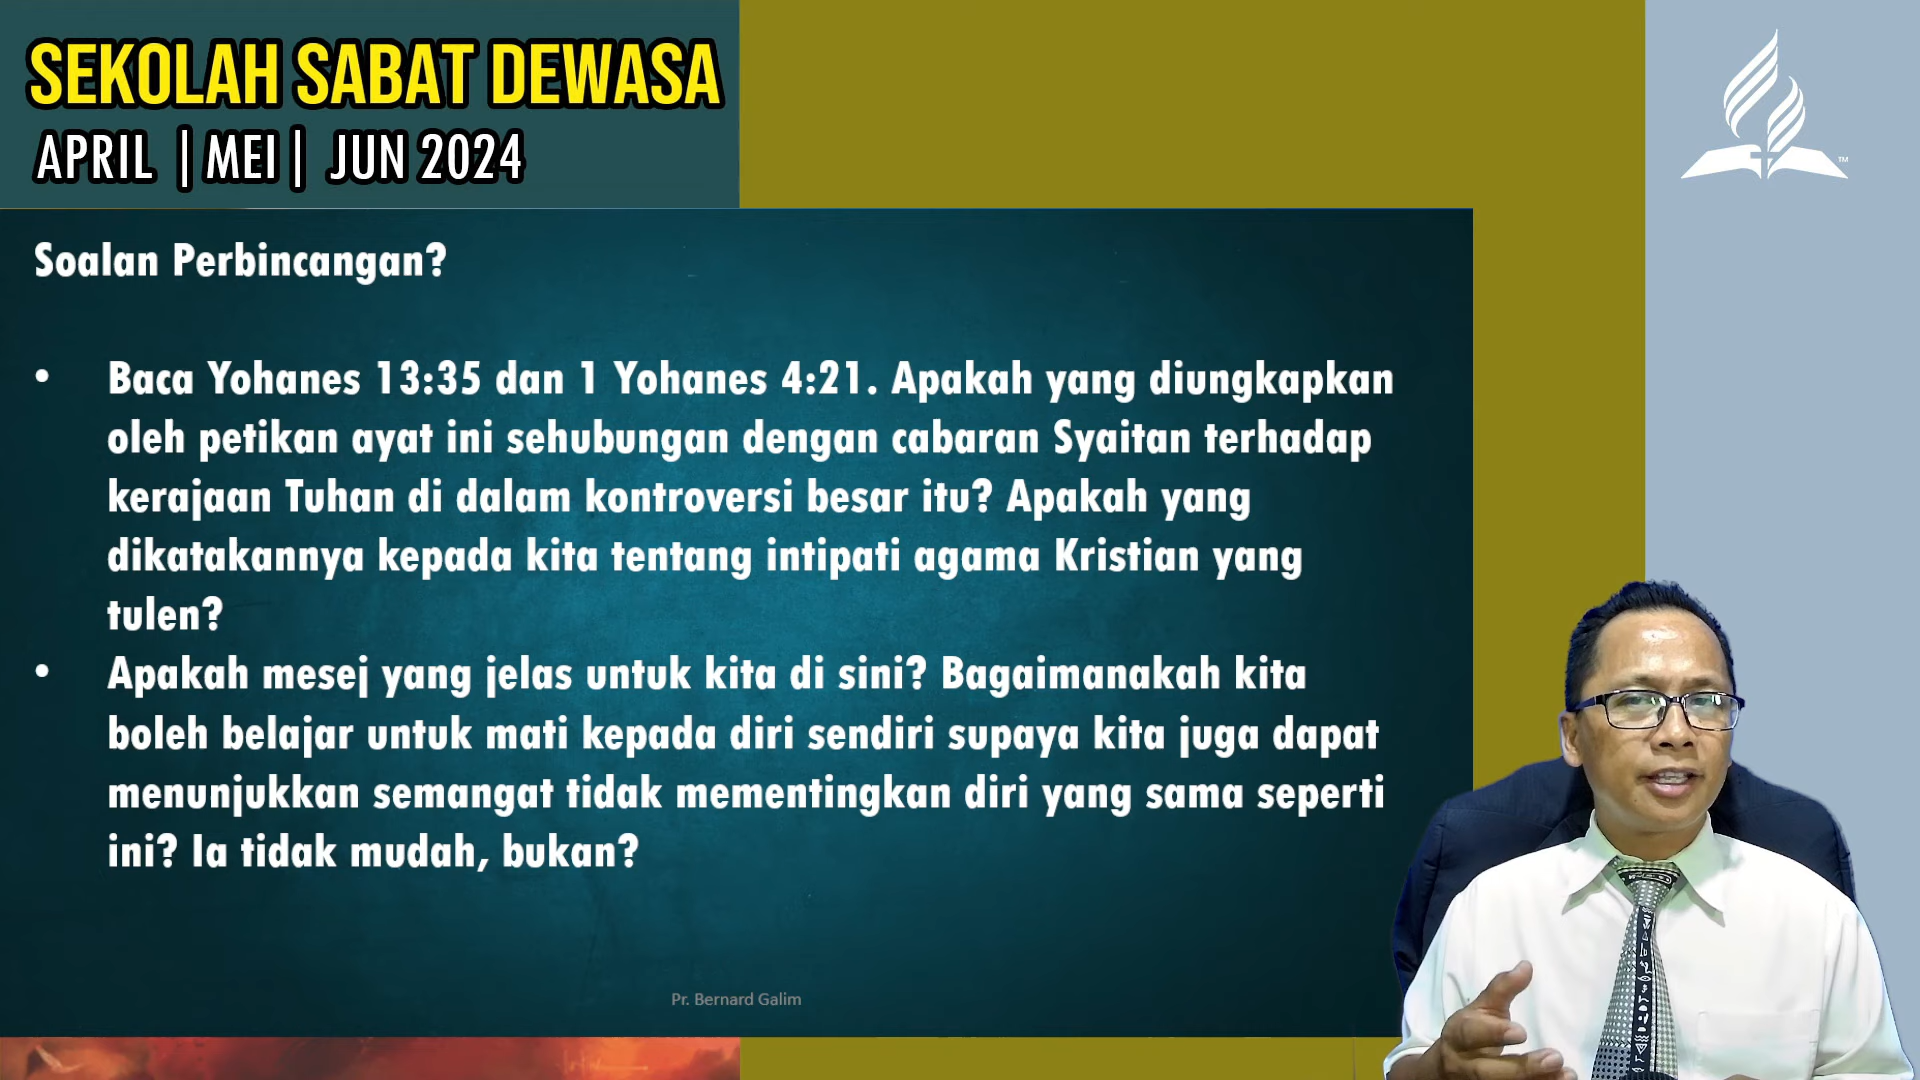 SEKOLAH SABAT DEWASA
APRIL | MEI | JUN 2024
Soalan Perbincangan?
• Baca Yohanes 13:35 dan 1 Yohanes 4:21. Apakah yang diungkapkan
oleh petikan ayat ini sehubungan dengan cabaran Syaitan terhadap
kerajaan Tuhan di dalam kontroversi besar itu? Apakah yang
dikatakannya kepada kita tentang intipati agama Kristian yang
tulen?
• Apakah mesej yang jelas untuk kita di sini? Bagaimanakah kita
boleh belajar untuk mati kepada diri sendiri supaya kita juga dapat
menunjukkan semangat tidak mementingkan diri yang sama seperti
ini? Ia tidak mudah, bukan?
Pr. Bernard Galim
TM